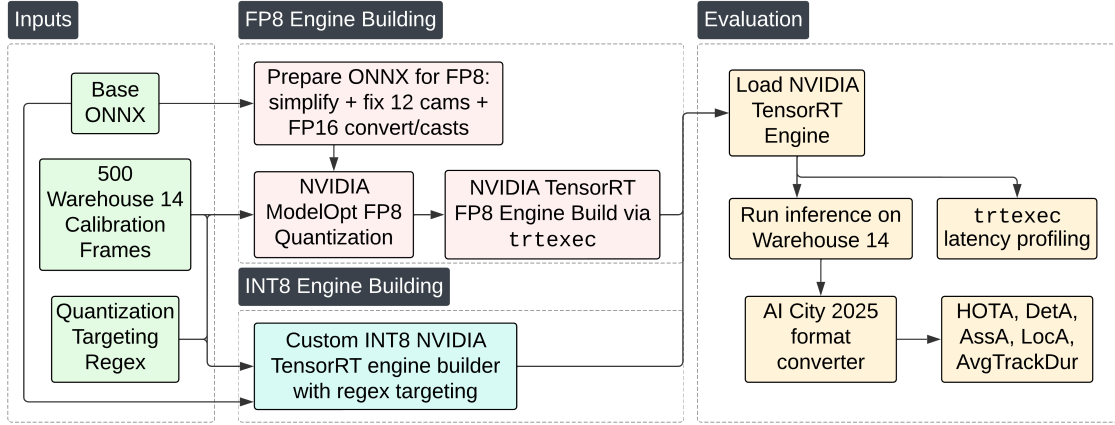 Inputs
Base
ONNX
500
Warehouse 14
Calibration
Frames
Quantization
Targeting
Regex
FP8 Engine Building
Prepare ONNX for FP8:
simplify + fix 12 cams +
FP16 convert/casts
NVIDIA
ModelOpt FP8
Quantization
NVIDIA TensorRT
FP8 Engine Build via
trtexec
INT8 Engine Building
Custom INT8 NVIDIA
TensorRT engine builder
with regex targeting
Evaluation
Load NVIDIA
TensorRT
Engine
Run inference on
Warehouse 14
trtexec
latency profiling
AI City 2025
format
converter
HOTA, DetA,
AssA, LocA,
AvgTrackDur